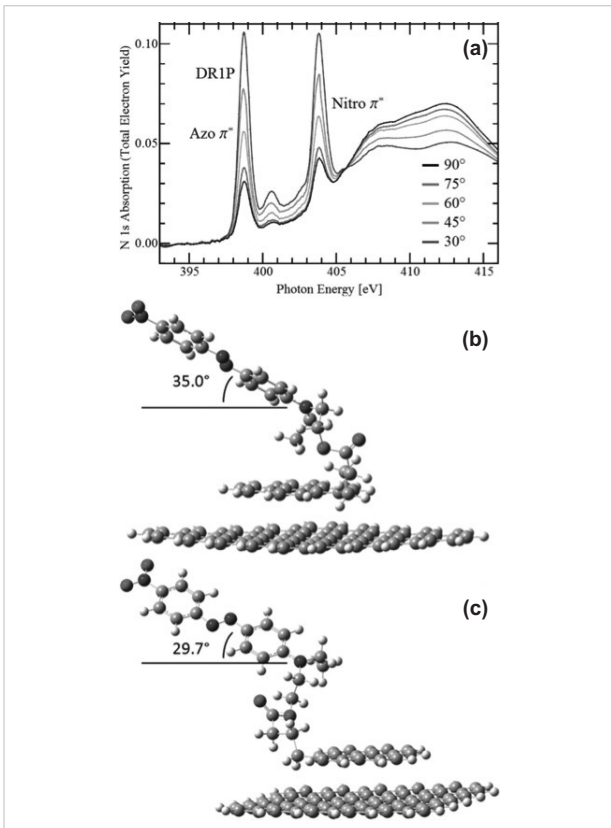 0.10
0.05
0.00
N 1s Absorption (Total Electron Yield)
(a)
DR1P
Azo π*
Nitro π*
90°
75°
60°
45°
30°
395
400
405
410
415
Photon Energy [eV]
(b)
35.0°
(c)
29.7°